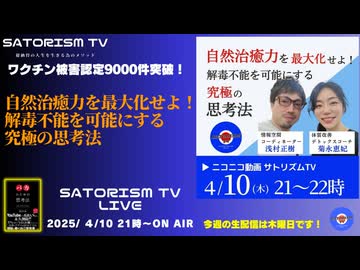 SATORISM TV
ワクチン被害認定9000件突破！
自然治癒力を最大化せよ！
解毒不能を可能にする
究極の思考法
SATORISM TV
LIVE
2025/ 4/10 21時～ON AIR
自然治癒力を最大化せよ！
解毒不能を可能にする
究極の思考法
情報空間
コーディネーター
浅村正樹
体質改善
デトックスコーチ
菊永恵妃
▶ ニコニコ動画 サトリズムTV
4/10(木) 21～22時
今週の生配信は木曜日です！